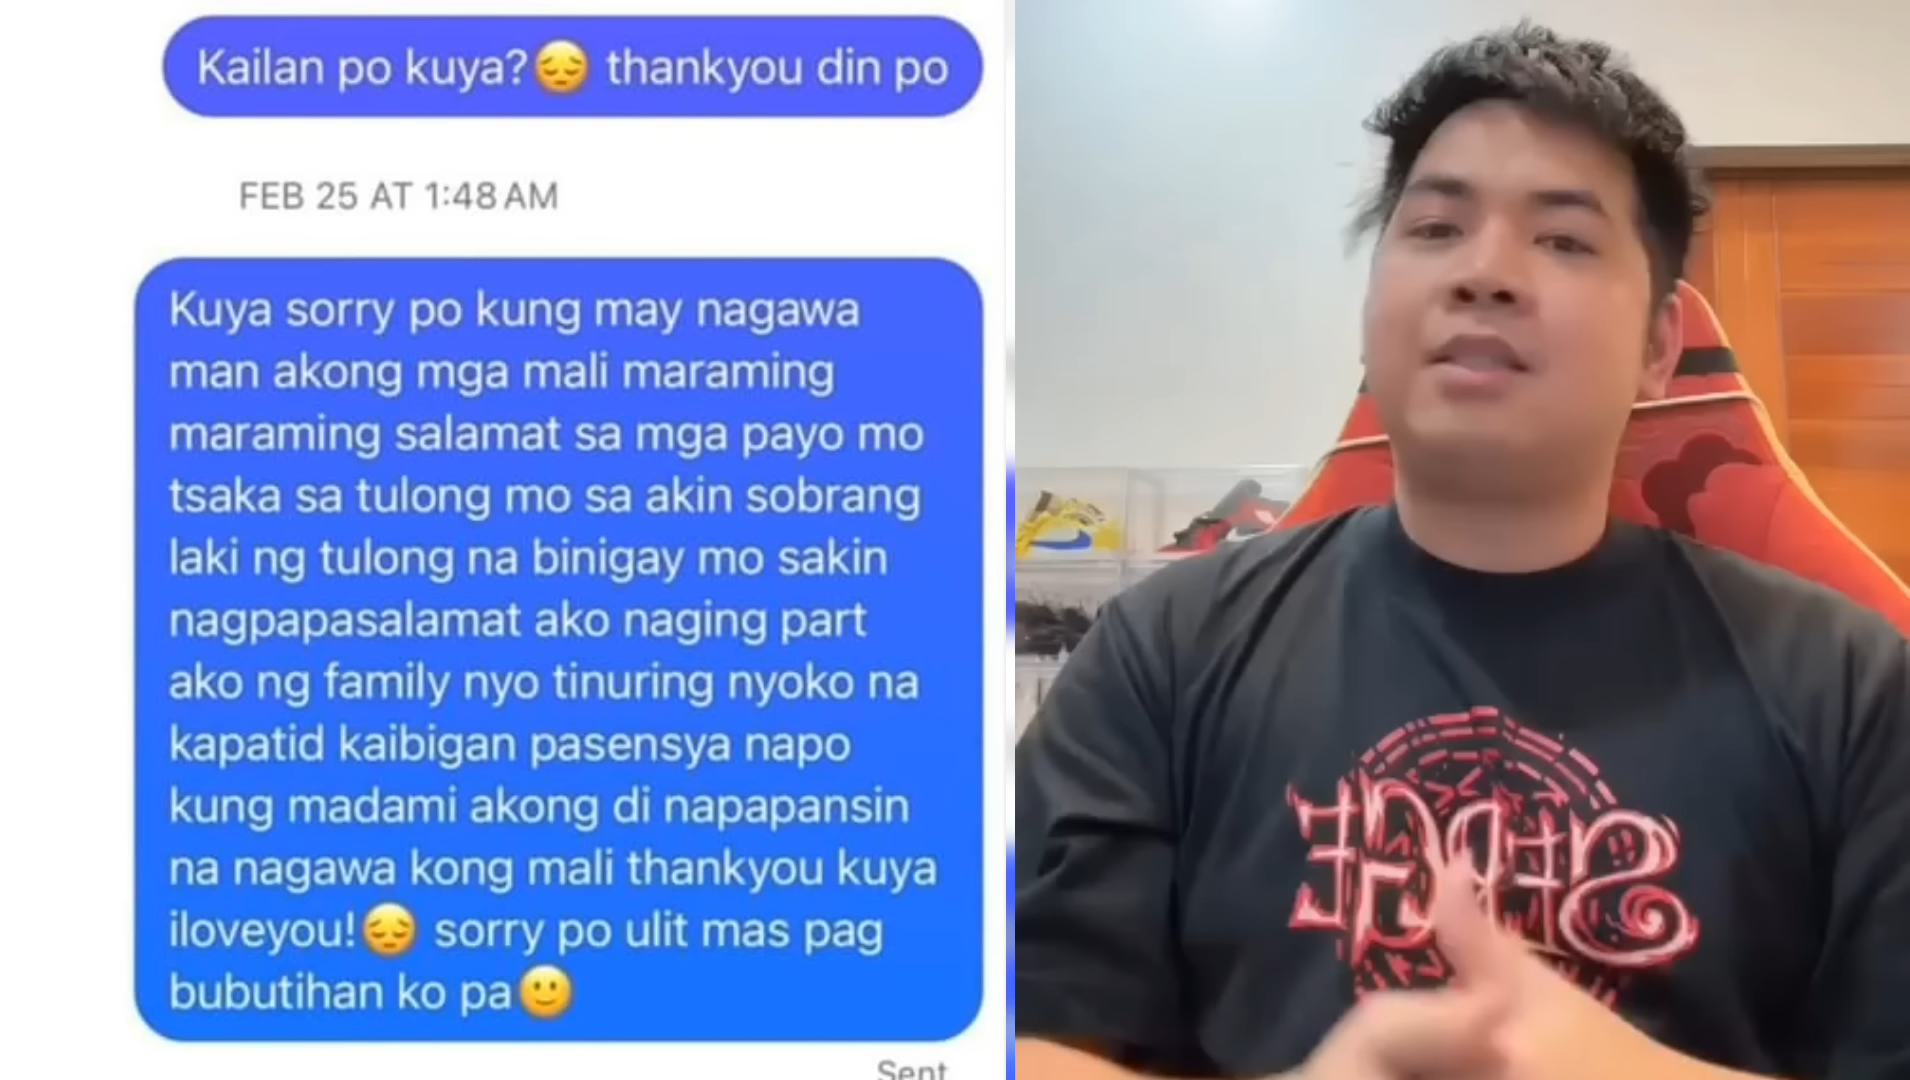 Kailan po kuya?😔 thankyou din po
FEB 25 AT 1:48 AM
Kuya sorry po kung may nagawa
man akong mga mali maraming
maraming salamat sa mga payo mo
tsaka sa tulong mo sa akin sobrang
laki ng tulong na binigay mo sakin
nagpapasalamat ako naging part
ako ng family nyo tinuring nyoko na
kapatid kaibigan pasensya napo
kung madami akong di napapansin
na nagawa kong mali thankyou kuya
iloveyou!😔 sorry po ulit mas pag
bubutihan ko pa🙂
Sent